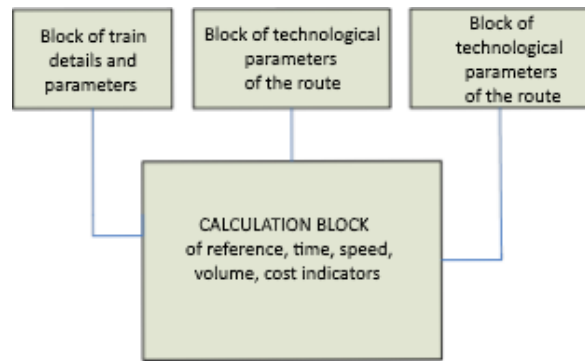 Block of train
details and
parameters
Block of technological
parameters
of the route
Block of
technological
parameters
of the route
CALCULATION BLOCK
of reference, time, speed,
volume, cost indicators